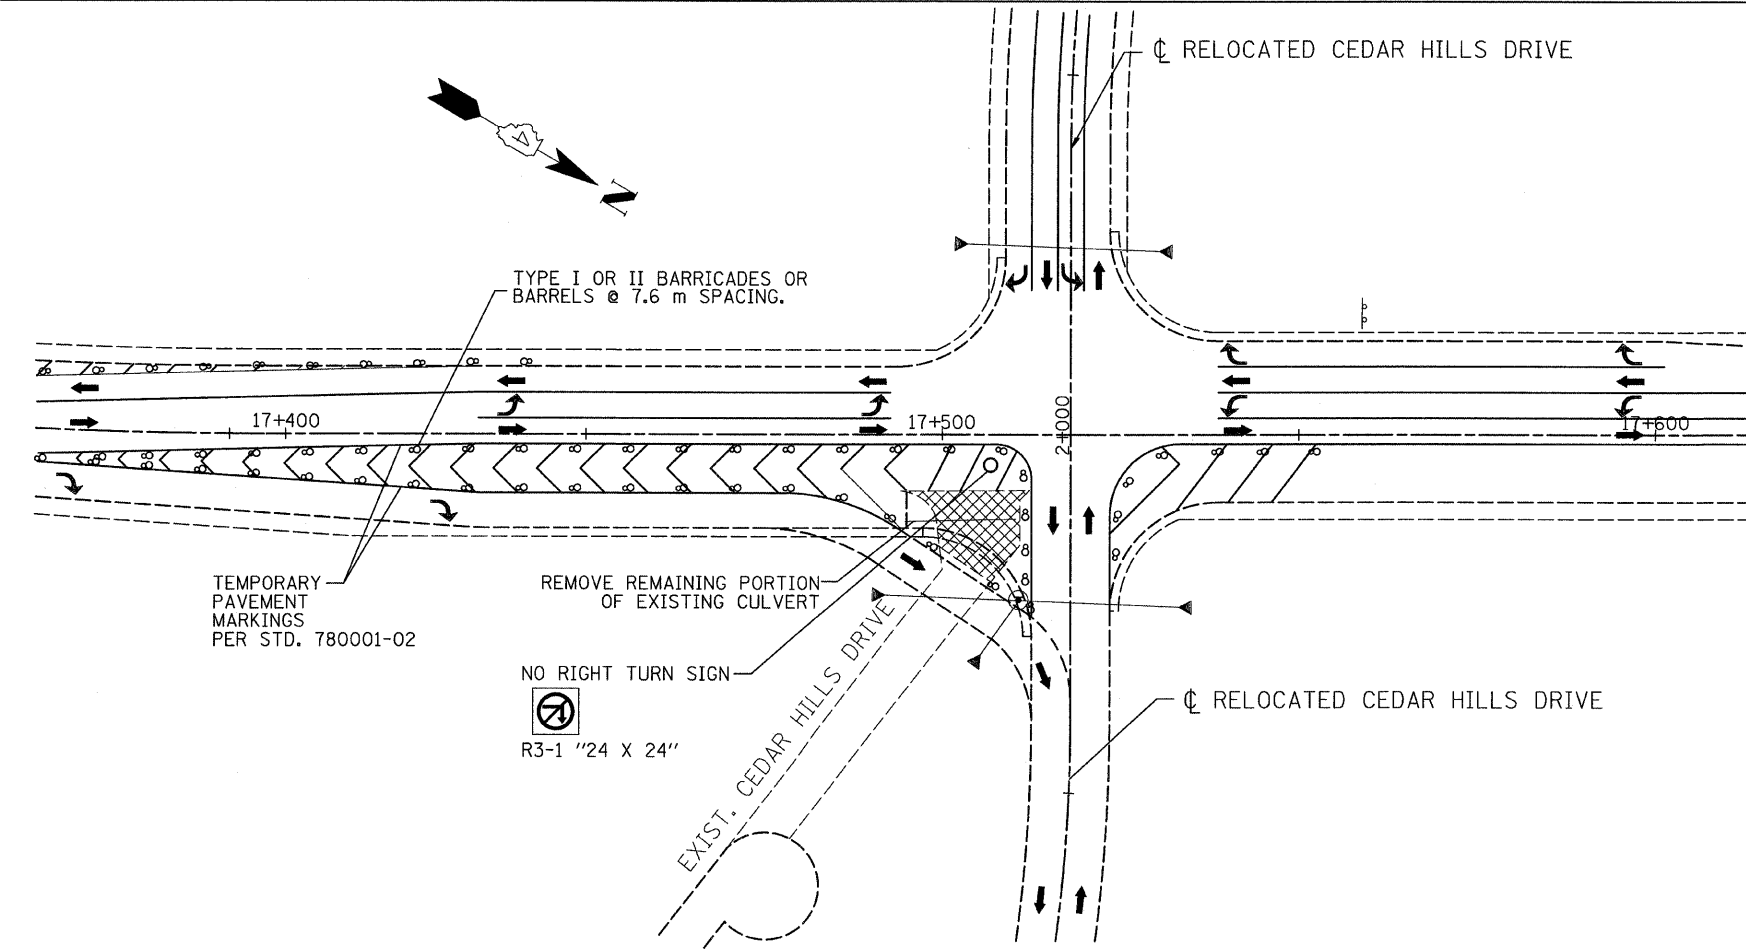 ℄ RELOCATED CEDAR HILLS DRIVE
N
TYPE I OR II BARRICADES OR
BARRELS @ 7.6 m SPACING.
17+400
17+500
2+000
17+600
TEMPORARY
PAVEMENT
MARKINGS
PER STD. 780001-02
REMOVE REMAINING PORTION
OF EXISTING CULVERT
NO RIGHT TURN SIGN
R3-1 "24 X 24"
EXIST. CEDAR HILLS DRIVE
℄ RELOCATED CEDAR HILLS DRIVE